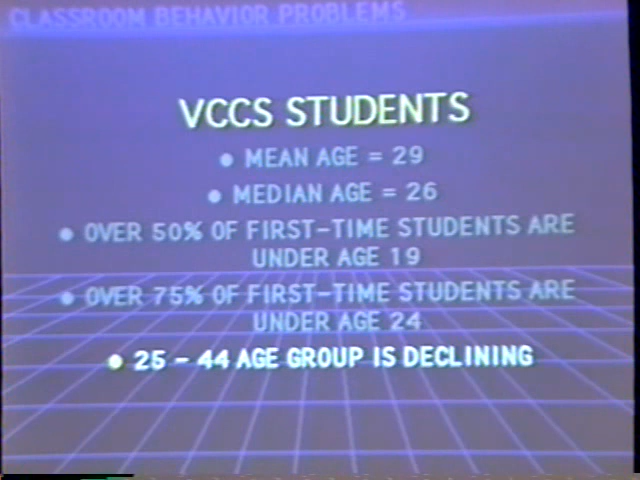 CLASSROOM BEHAVIOR PROBLEMS
VCCS STUDENTS
● MEAN AGE = 29
● MEDIAN AGE = 26
● OVER 50% OF FIRST-TIME STUDENTS ARE
UNDER AGE 19
● OVER 75% OF FIRST-TIME STUDENTS ARE
UNDER AGE 24
● 25 - 44 AGE GROUP IS DECLINING